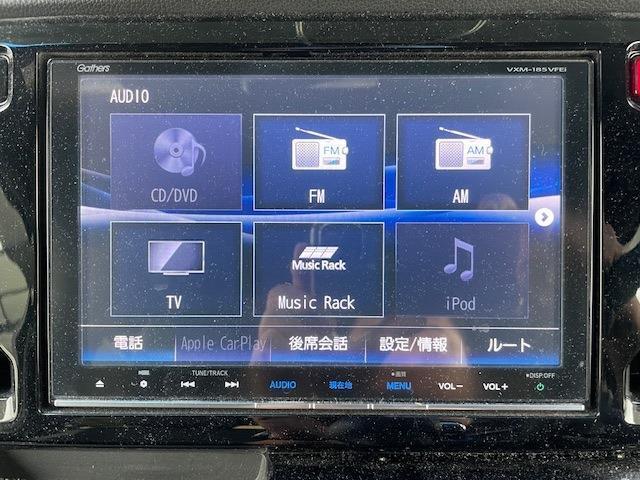 Gathers VXM-185VFEi
AUDIO
FM AM
CD/DVD FM AM
Music Rack
TV Music Rack iPod
電話 Apple CarPlay 後席会話 設定/情報 ルート
TUNE/TRACK •画質 •DISP.OFF
AUDIO 現在地 MENU VOL− VOL+